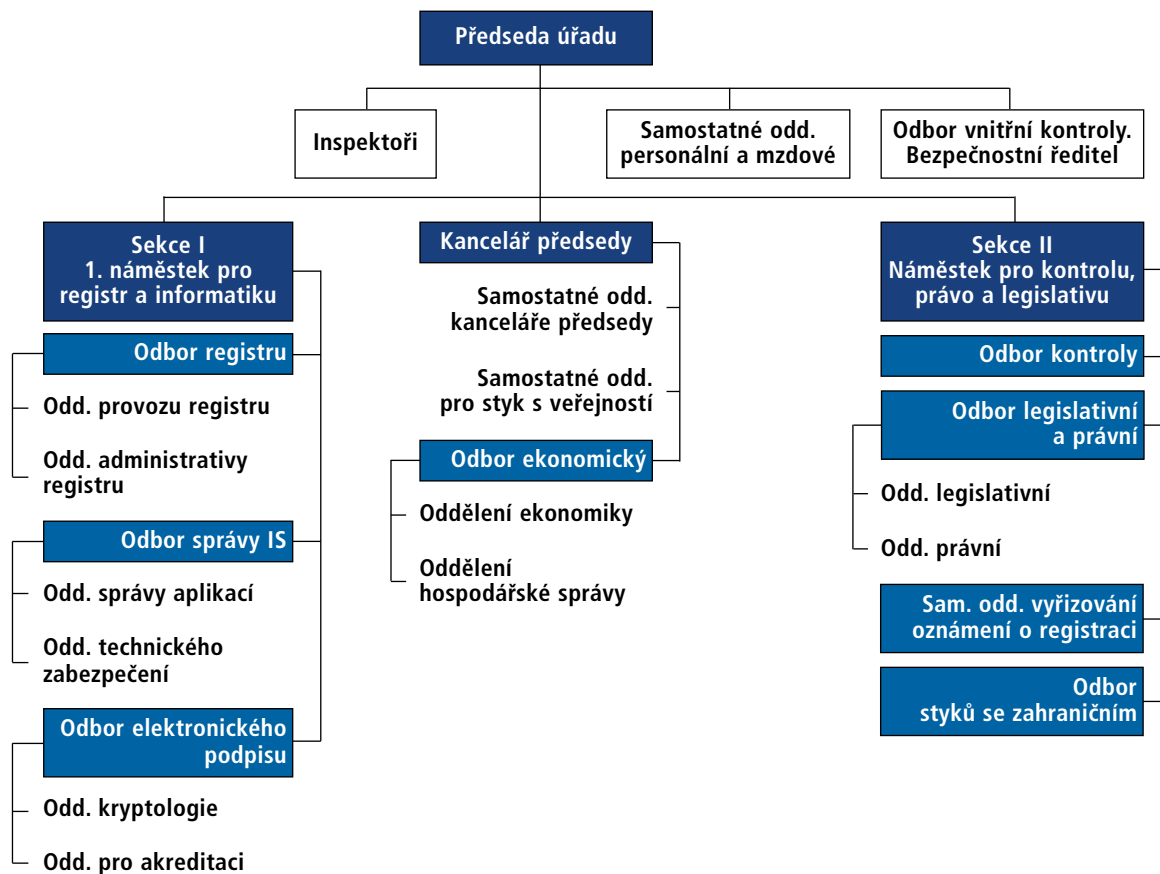 Předseda úřadu
Inspektoři
Samostatné odd.
personální a mzdové
Odbor vnitřní kontroly.
Bezpečnostní ředitel
Sekce I
1. náměstek pro
registr a informatiku
Odbor registru
Odd. provozu registru
Odd. administrativy
registru
Odbor správy IS
Odd. správy aplikací
Odd. technického
zabezpečení
Odbor elektronického
podpisu
Odd. kryptologie
Odd. pro akreditaci
Kancelář předsedy
Samostatné odd.
kanceláře předsedy
Samostatné odd.
pro styk s veřejností
Odbor ekonomický
Oddělení ekonomiky
Oddělení
hospodářské správy
Sekce II
Náměstek pro kontrolu,
právo a legislativu
Odbor kontroly
Odbor legislativní
a právní
Odd. legislativní
Odd. právní
Sam. odd. vyřizování
oznámení o registraci
Odbor
styků se zahraničním